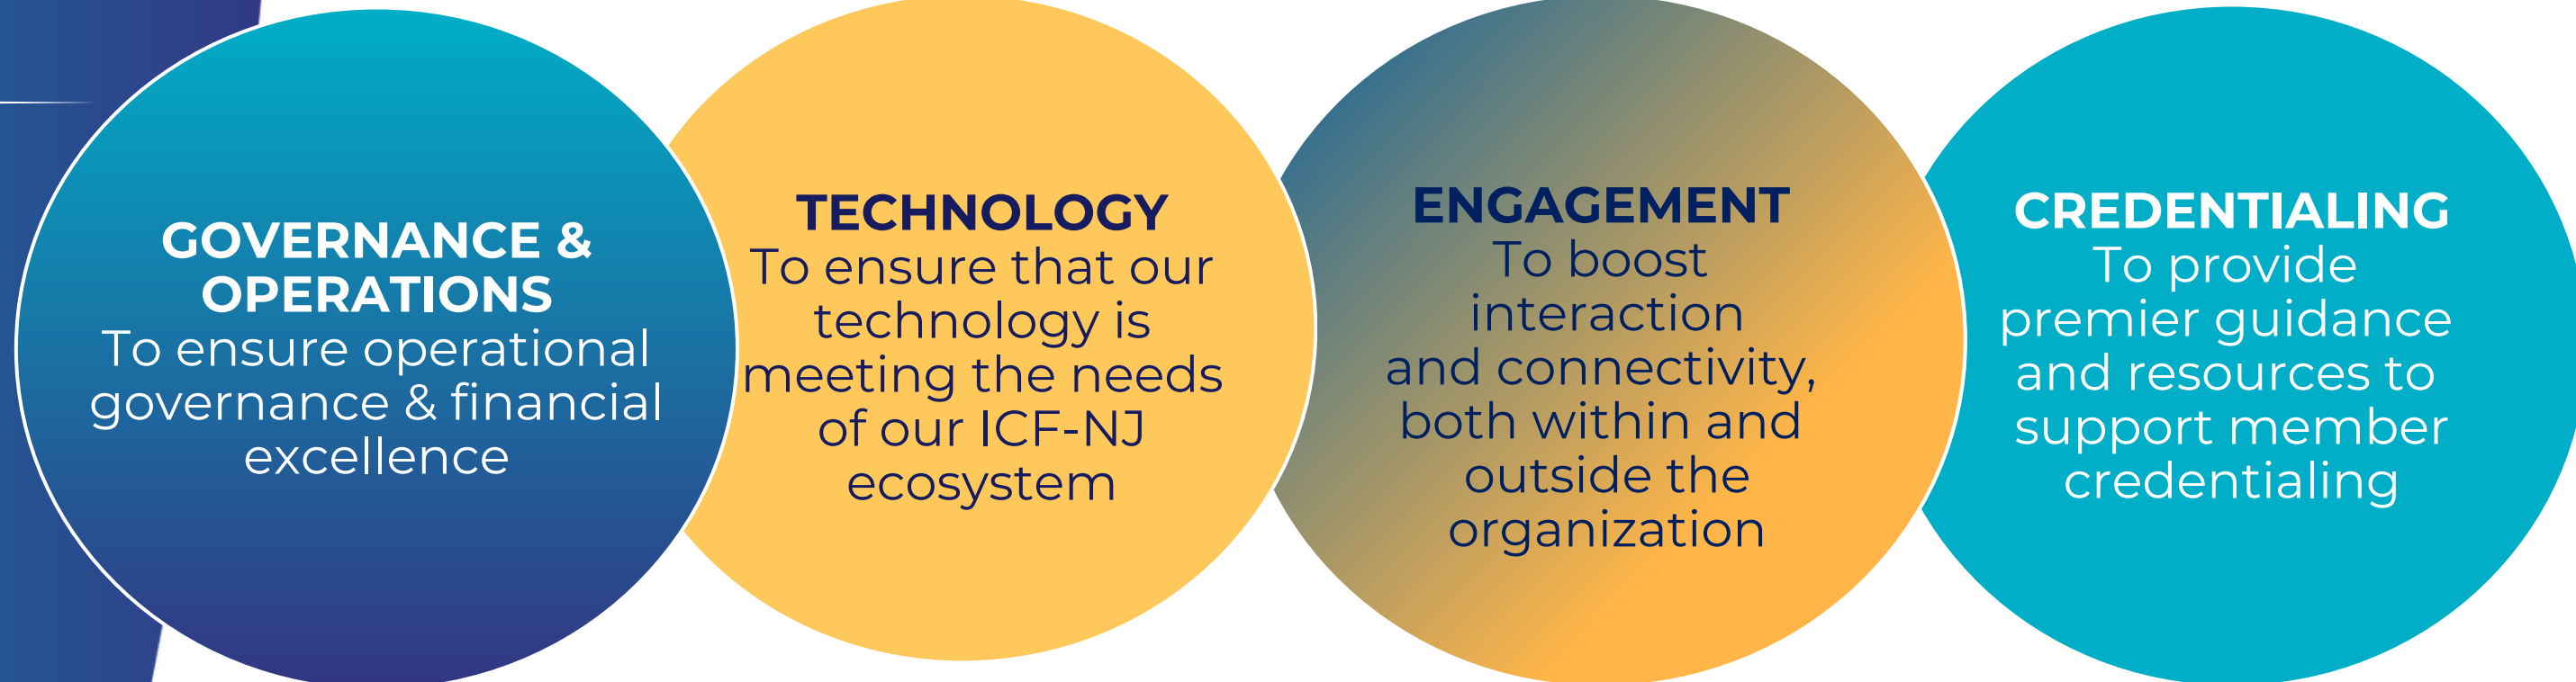 GOVERNANCE &
OPERATIONS
To ensure operational
governance & financial
excellence
TECHNOLOGY
To ensure that our
technology is
meeting the needs
of our ICF-NJ
ecosystem
ENGAGEMENT
To boost
interaction
and connectivity,
both within and
outside the
organization
CREDENTIALING
To provide
premier guidance
and resources to
support member
credentialing